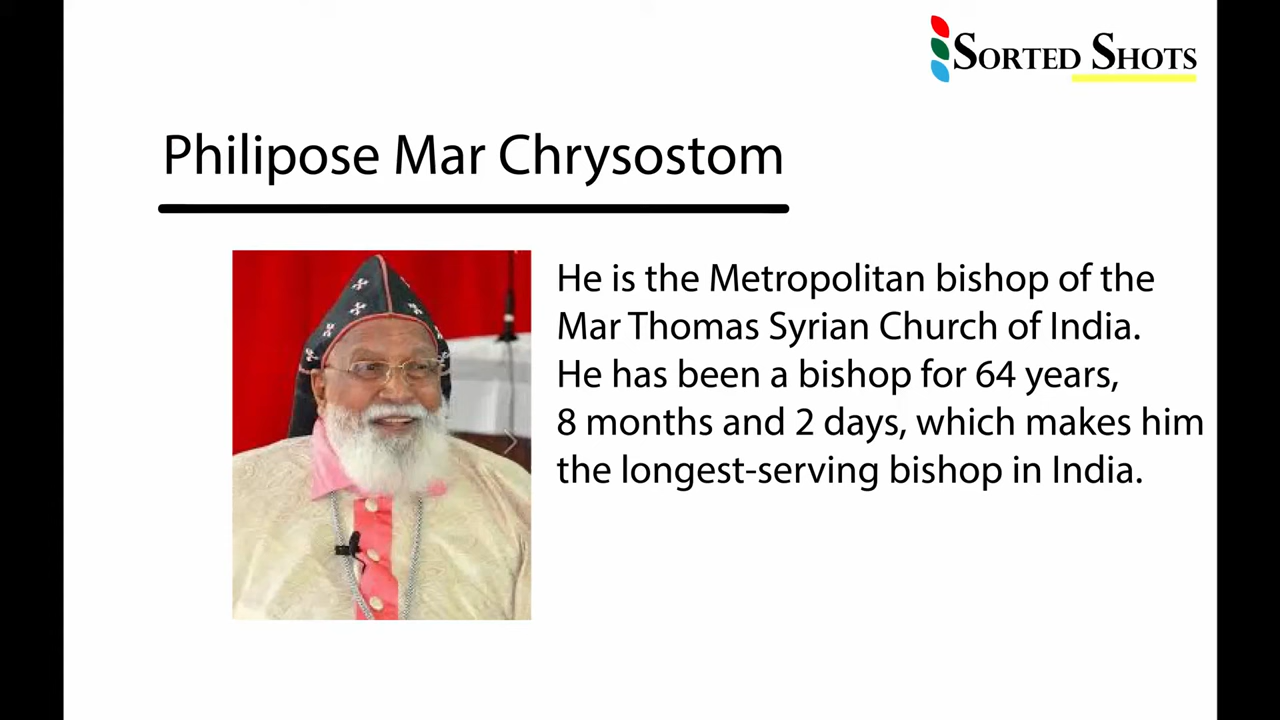 SORTED SHOTS
Philipose Mar Chrysostom
He is the Metropolitan bishop of the
Mar Thomas Syrian Church of India.
He has been a bishop for 64 years,
8 months and 2 days, which makes him
the longest-serving bishop in India.